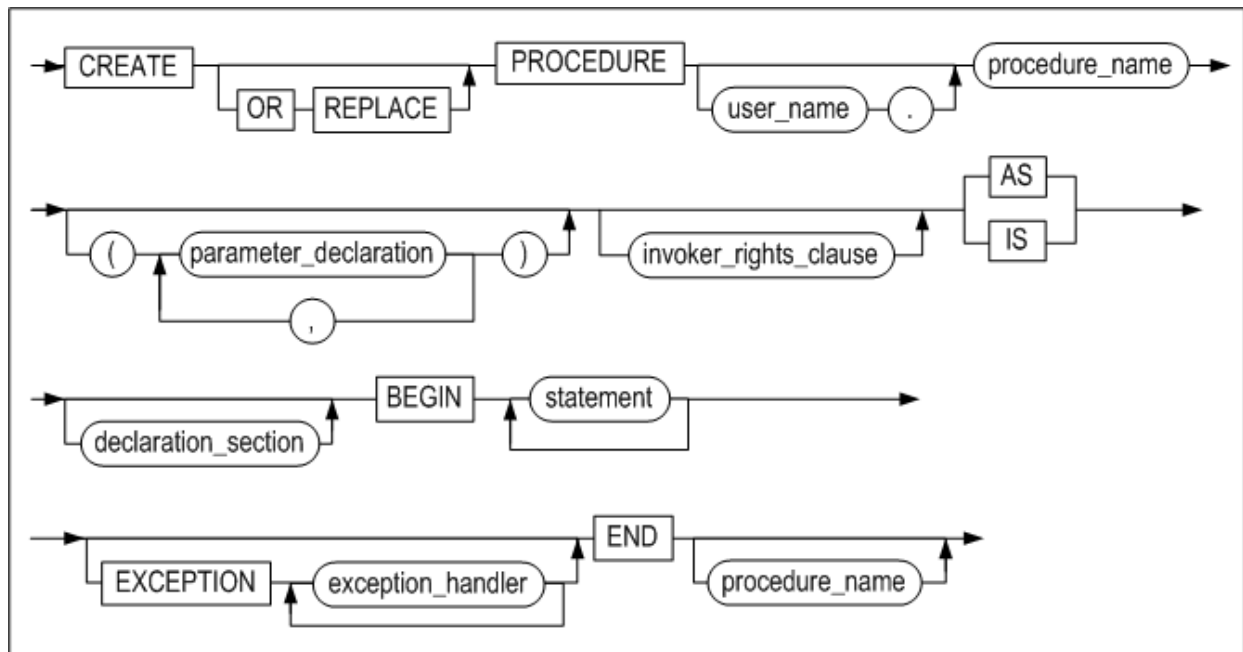 CREATE OR REPLACE PROCEDURE user_name . procedure_name
( parameter_declaration , ) invoker_rights_clause AS IS
declaration_section BEGIN statement
EXCEPTION exception_handler END procedure_name